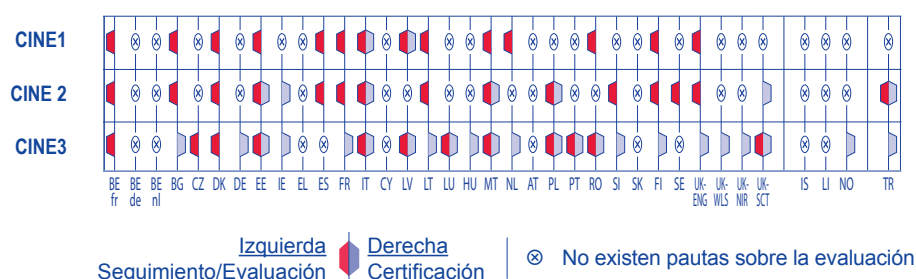 CINE1
CINE 2
CINE3
BE fr BE de BE nl BG CZ DK DE EE IE EL ES FR IT CY LV LT LU HU MT NL AT PL PT RO SI SK FI SE UK-ENG UK-WLS UK-NIR UK-SCT IS LI NO TR
Izquierda Derecha
Seguimiento/Evaluación Certificación
No existen pautas sobre la evaluación